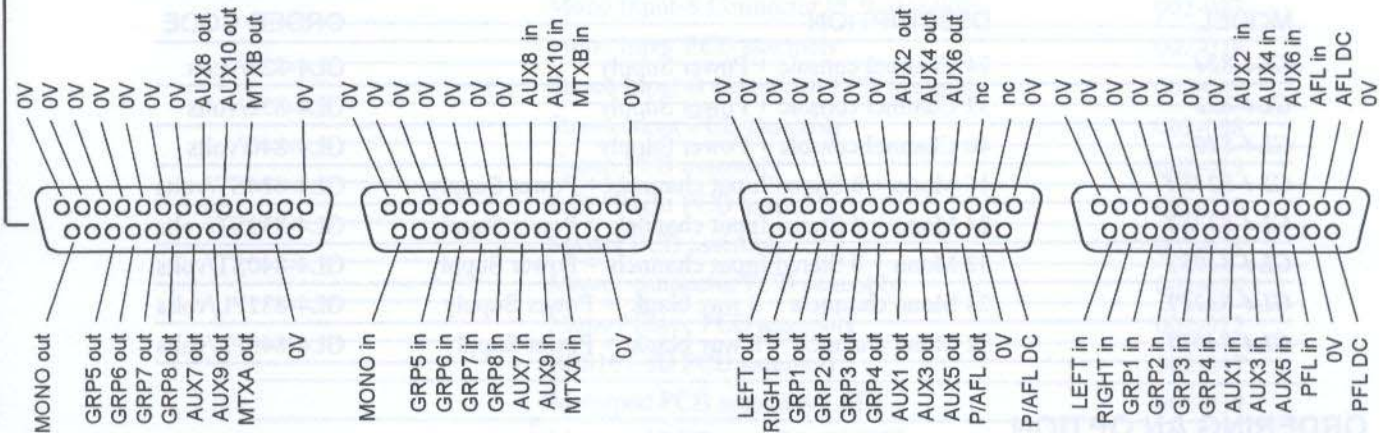 0V
0V
0V
0V
0V
0V
0V
AUX8 out
AUX10 out
MTXB out
0V
MONO out
GRP5 out
GRP6 out
GRP7 out
GRP8 out
AUX7 out
AUX9 out
MTXA out
0V
0V
0V
0V
0V
0V
0V
0V
AUX8 in
AUX10 in
MTXB in
0V
MONO in
GRP5 in
GRP6 in
GRP7 in
GRP8 in
AUX7 in
AUX9 in
MTXA in
0V
0V
0V
0V
0V
0V
0V
0V
AUX2 out
AUX4 out
AUX6 out
nc
nc
0V
LEFT out
RIGHT out
GRP1 out
GRP2 out
GRP3 out
GRP4 out
AUX1 out
AUX3 out
AUX5 out
P/AFL out
0V
P/AFL DC
0V
0V
0V
0V
0V
0V
0V
AUX2 in
AUX4 in
AUX6 in
AFL in
AFL DC
0V
LEFT in
RIGHT in
GRP1 in
GRP2 in
GRP3 in
GRP4 in
AUX1 in
AUX3 in
AUX5 in
PFL in
0V
PFL DC